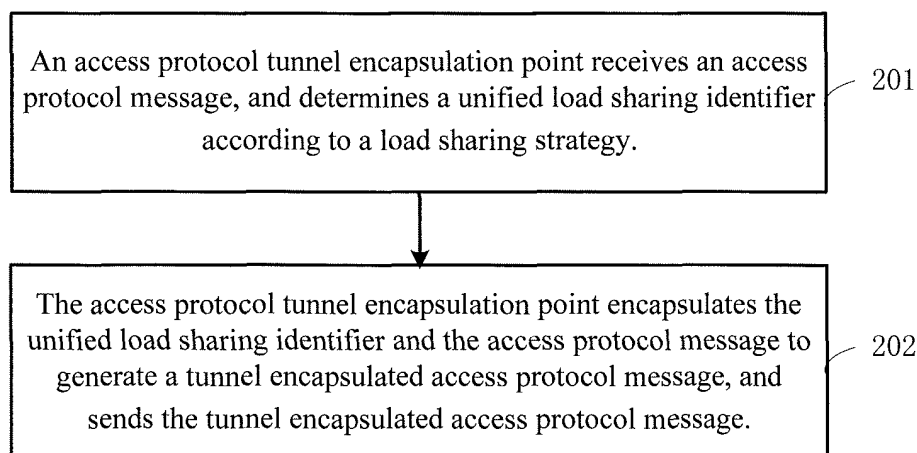 An access protocol tunnel encapsulation point receives an access
protocol message, and determines a unified load sharing identifier
according to a load sharing strategy.
201
The access protocol tunnel encapsulation point encapsulates the
unified load sharing identifier and the access protocol message to
generate a tunnel encapsulated access protocol message, and
sends the tunnel encapsulated access protocol message.
202